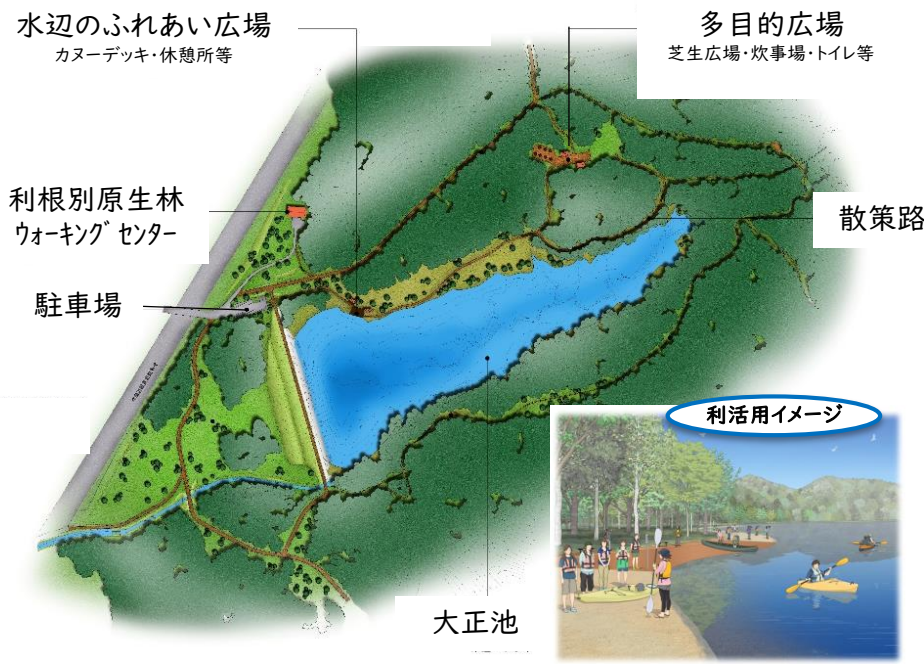 水辺のふれあい広場
カヌーデッキ・休憩所等
多目的広場
芝生広場・炊事場・トイレ等
利根別原生林
ウォーキングセンター
散策路
駐車場
利活用イメージ
大正池